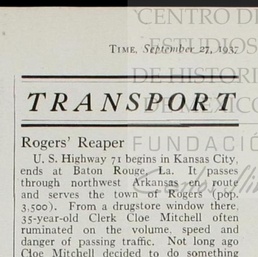 CENTRO DE
ESTUDIOS
DE HISTORI
TIME, September 27, 1937
TRANSPORT
FUNDACIÓ
Rogers' Reaper
U. S. Highway 71 begins in Kansas City,
ends at Baton Rouge, La. It passes
through northwest Arkansas en route
and serves the town of Rogers (pop.
3,500). From a drugstore window there,
35-year-old Clerk Cloe Mitchell often
ruminated on the volume, speed and
danger of passing traffic. Not long ago
Cloe Mitchell decided to do something